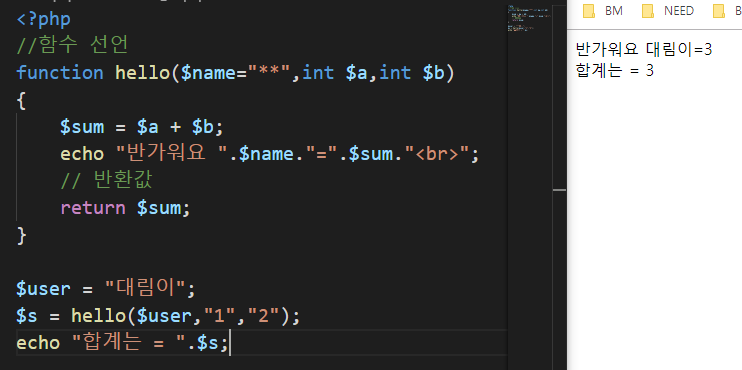 <?php
//함수 선언
function hello($name="**",int $a,int $b)
{
    $sum = $a + $b;
    echo "반가워요 ".$name."=".$sum."<br>";
    // 반환값
    return $sum;
}
$user = "대림이";
$s = hello($user,"1","2");
echo "합계는 = ".$s;
BM NEED B
반가워요 대림이=3
합계는 = 3